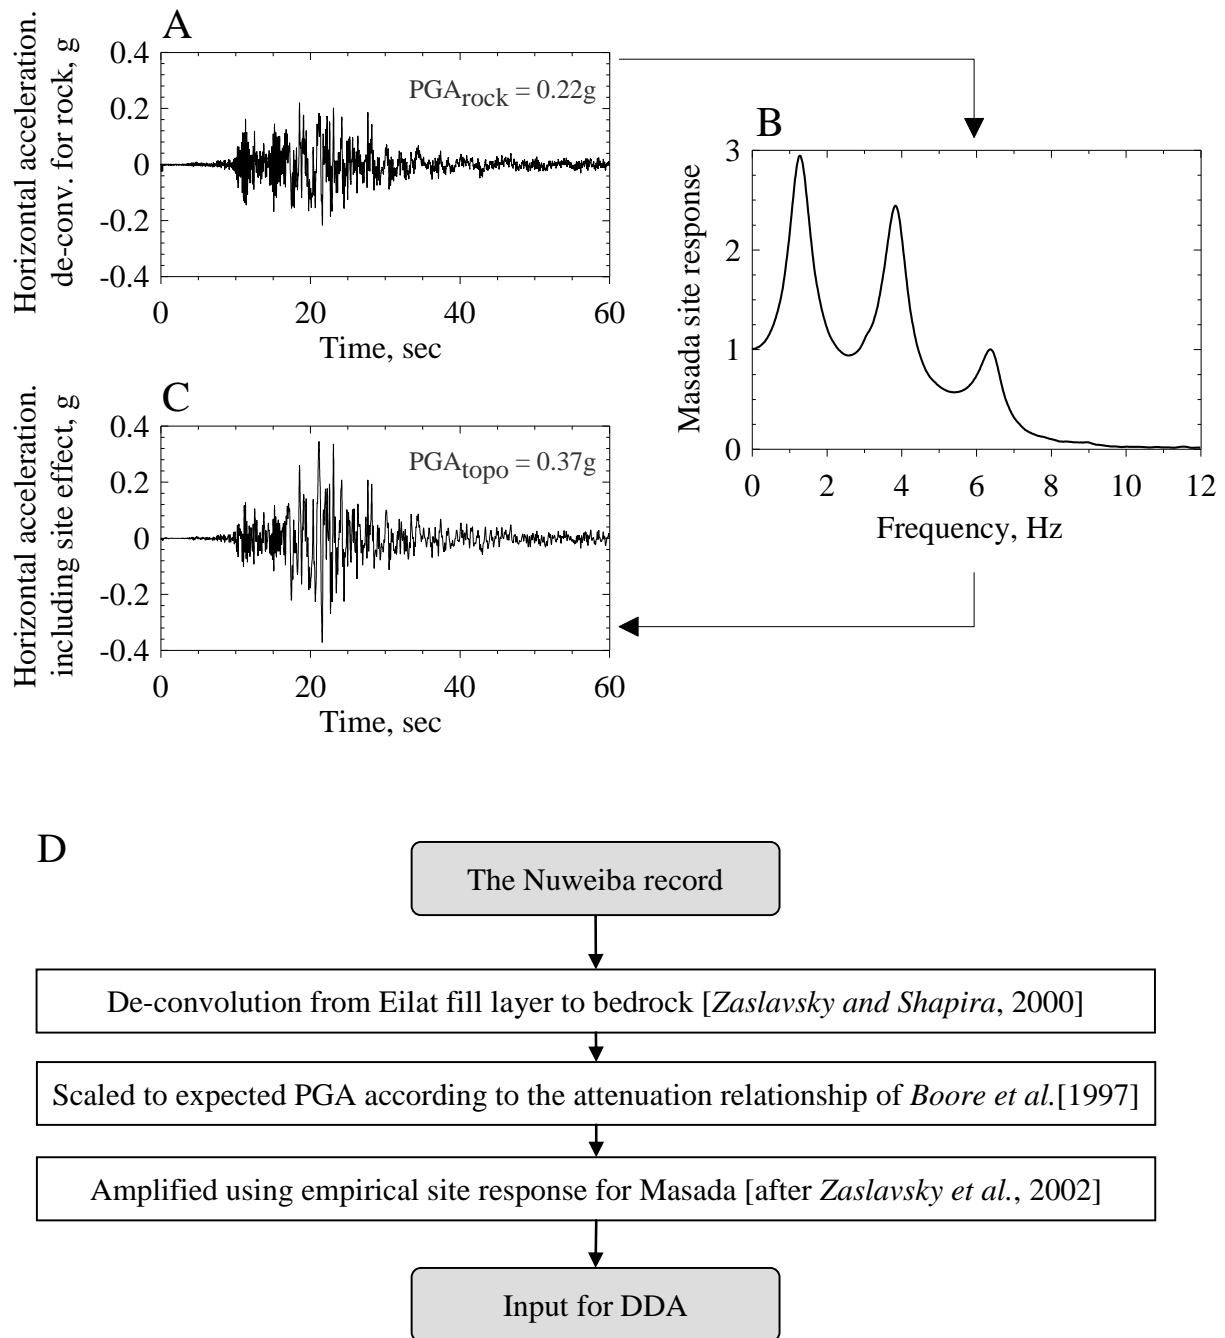 A
Horizontal acceleration.
de-conv. for rock, g
0.4
0.2
0
-0.2
-0.4
PGArock = 0.22g
0 20 40 60
Time, sec
B
Masada site response
3
2
1
0
0 2 4 6 8 10 12
Frequency, Hz
C
Horizontal acceleration.
including site effect, g
0.4
0.2
0
-0.2
-0.4
PGAtopo = 0.37g
0 20 40 60
Time, sec
D
The Nuweiba record
De-convolution from Eilat fill layer to bedrock [Zaslavsky and Shapira, 2000]
Scaled to expected PGA according to the attenuation relationship of Boore et al.[1997]
Amplified using empirical site response for Masada [after Zaslavsky et al., 2002]
Input for DDA